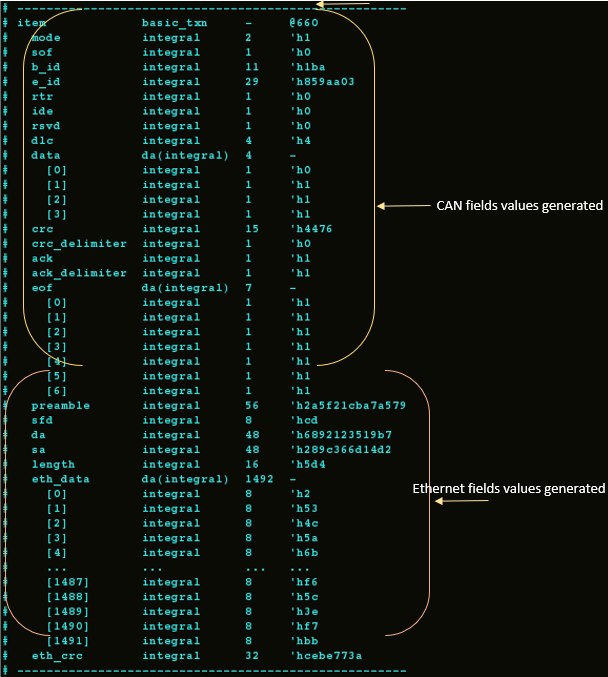 # -----------------------------------------------------
# item basic_txn - @660
# mode integral 2 'h1
# sof integral 1 'h0
# b_id integral 11 'h1ba
# e_id integral 29 'h859aa03
# rtr integral 1 'h0
# ide integral 1 'h0
# rsvd integral 1 'h0
# dlc integral 4 'h4
# data da(integral) 4 -
# [0] integral 1 'h0
# [1] integral 1 'h1
# [2] integral 1 'h1
CAN fields values generated
# [3] integral 1 'h1
# crc integral 15 'h4476
# crc_delimiter integral 1 'h0
# ack integral 1 'h1
# ack_delimiter integral 1 'h1
# eof da(integral) 7 -
# [0] integral 1 'h1
# [1] integral 1 'h1
# [2] integral 1 'h1
# [3] integral 1 'h1
# [4] integral 1 'h1
# [5] integral 1 'h1
# [6] integral 1 'h1
# preamble integral 56 'h2a5f21cba7a579
# sfd integral 8 'hcd
# da integral 48 'h6892123519b7
# sa integral 48 'h289c366d14d2
# length integral 16 'h5d4
# eth_data da(integral) 1492 -
Ethernet fields values generated
# [0] integral 8 'h2
# [1] integral 8 'h53
# [2] integral 8 'h4c
# [3] integral 8 'h5a
# [4] integral 8 'h6b
# ... ... ... ...
# [1487] integral 8 'hf6
# [1488] integral 8 'h5c
# [1489] integral 8 'h3e
# [1490] integral 8 'hf7
# [1491] integral 8 'hbb
# eth_crc integral 32 'hcebe773a
# -----------------------------------------------------